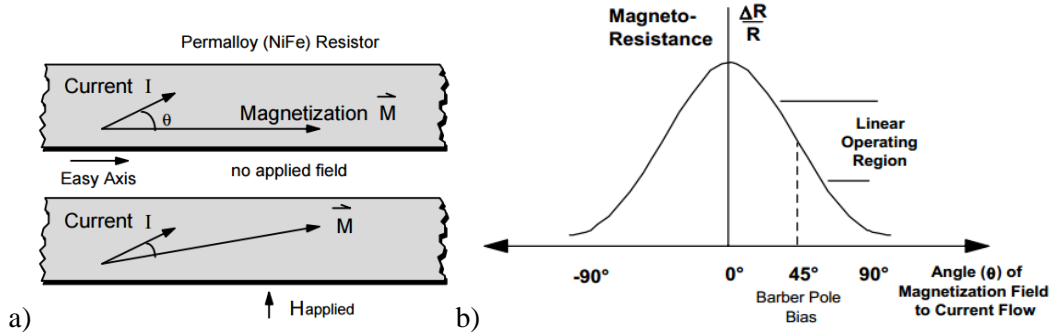 Permalloy (NiFe) Resistor
Current I
θ
Magnetization M
Easy Axis
no applied field
Current I
M
Happlied
a)
Magneto-
Resistance
ΔR
R
Linear
Operating
Region
-90°
0°
45°
90°
Barber Pole
Bias
Angle (θ) of
Magnetization Field
to Current Flow
b)